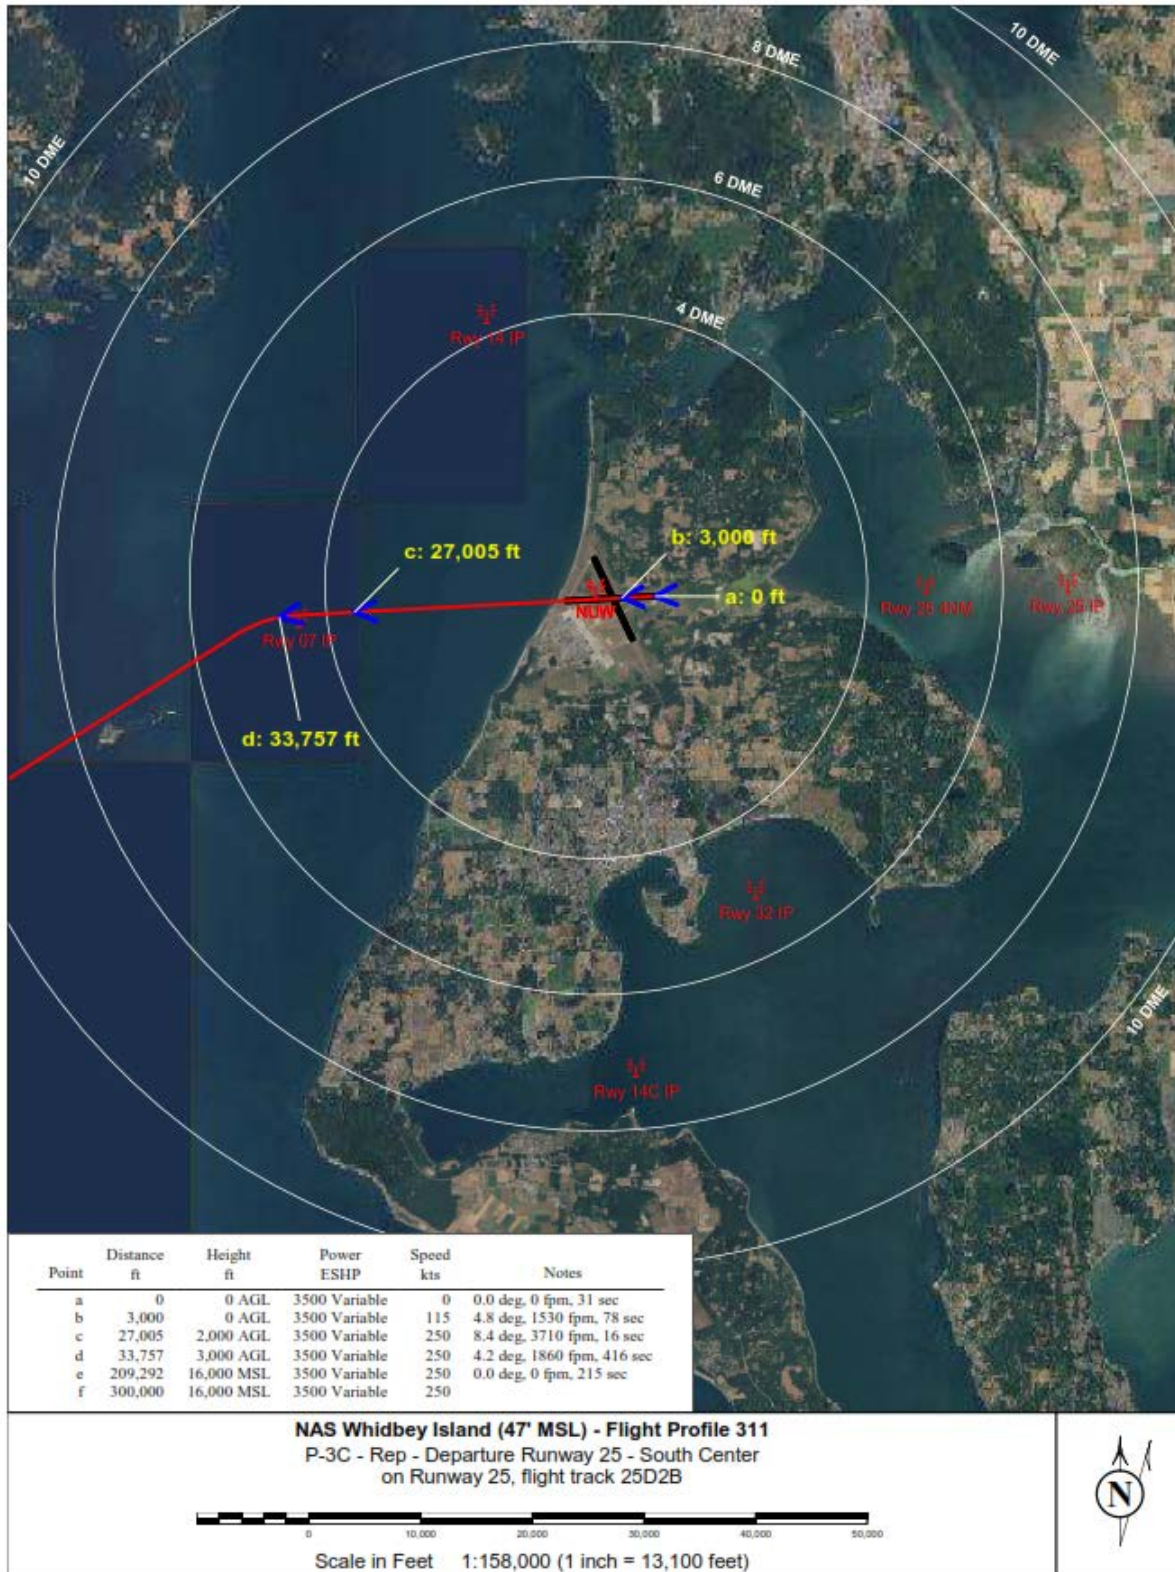 10 DME
8 DME
10 DME
6 DME
4 DME
Rwy 14 IP
c: 27,005 ft
b: 3,000 ft
a: 0 ft
NUW
Rwy 25 4NM
Rwy 25 IP
Rwy 07 IP
d: 33,757 ft
Rwy 32 IP
10 DME
Rwy 14C IP
Point Distance ft Height ft Power ESHP Speed kts Notes
a 0 0 AGL 3500 Variable 0 0.0 deg, 0 fpm, 31 sec
b 3,000 0 AGL 3500 Variable 115 4.8 deg, 1530 fpm, 78 sec
c 27,005 2,000 AGL 3500 Variable 250 8.4 deg, 3710 fpm, 16 sec
d 33,757 3,000 AGL 3500 Variable 250 4.2 deg, 1860 fpm, 416 sec
e 209,292 16,000 MSL 3500 Variable 250 0.0 deg, 0 fpm, 215 sec
f 300,000 16,000 MSL 3500 Variable 250
NAS Whidbey Island (47' MSL) - Flight Profile 311
P-3C - Rep - Departure Runway 25 - South Center
on Runway 25, flight track 25D2B
0 10,000 20,000 30,000 40,000 50,000
Scale in Feet 1:158,000 (1 inch = 13,100 feet)
N